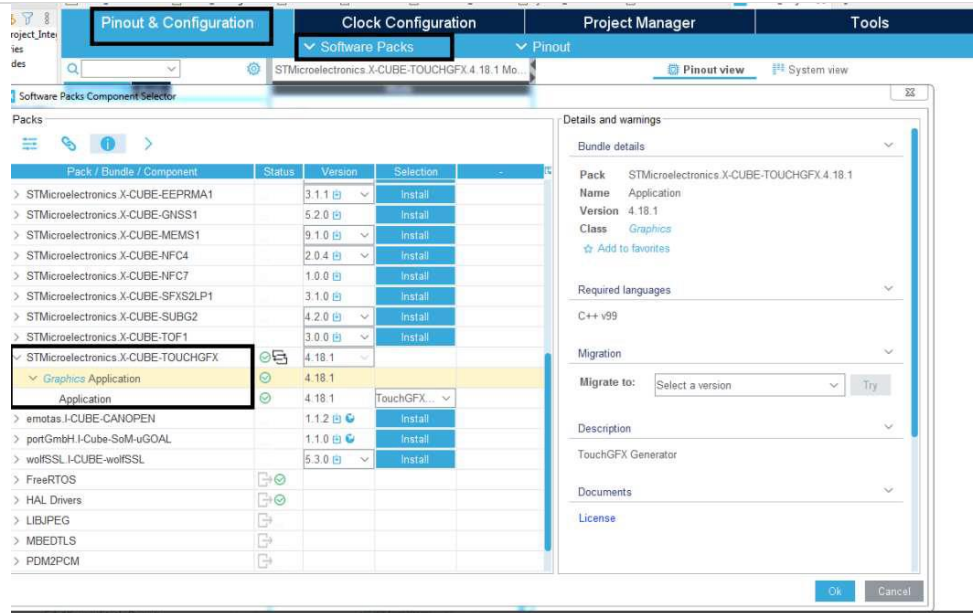 Pinout & Configuration
Clock Configuration
Project Manager
Tools
roject_Inte
ies
des
Software Packs
Pinout
STMicroelectronics.X-CUBE-TOUCHGFX.4.18.1 Mo...
Pinout view
System view
Software Packs Component Selector
Packs
Pack / Bundle / Component Status Version Selection -
STMicroelectronics.X-CUBE-EEPRMA1 3.1.1 Install
STMicroelectronics.X-CUBE-GNSS1 5.2.0 Install
STMicroelectronics.X-CUBE-MEMS1 9.1.0 Install
STMicroelectronics.X-CUBE-NFC4 2.0.4 Install
STMicroelectronics.X-CUBE-NFC7 1.0.0 Install
STMicroelectronics.X-CUBE-SFXS2LP1 3.1.0 Install
STMicroelectronics.X-CUBE-SUBG2 4.2.0 Install
STMicroelectronics.X-CUBE-TOF1 3.0.0 Install
STMicroelectronics.X-CUBE-TOUCHGFX 4.18.1
Graphics Application 4.18.1
Application 4.18.1 TouchGFX...
emotas.I-CUBE-CANOPEN 1.1.2 Install
portGmbH.I-Cube-SoM-uGOAL 1.1.0 Install
wolfSSL.I-CUBE-wolfSSL 5.3.0 Install
FreeRTOS
HAL Drivers
LIBJPEG
MBEDTLS
PDM2PCM
Details and warnings
Bundle details
Pack STMicroelectronics.X-CUBE-TOUCHGFX.4.18.1
Name Application
Version 4.18.1
Class Graphics
Add to favorites
Required languages
C++ v99
Migration
Migrate to: Select a version Try
Description
TouchGFX Generator
Documents
License
Ok Cancel